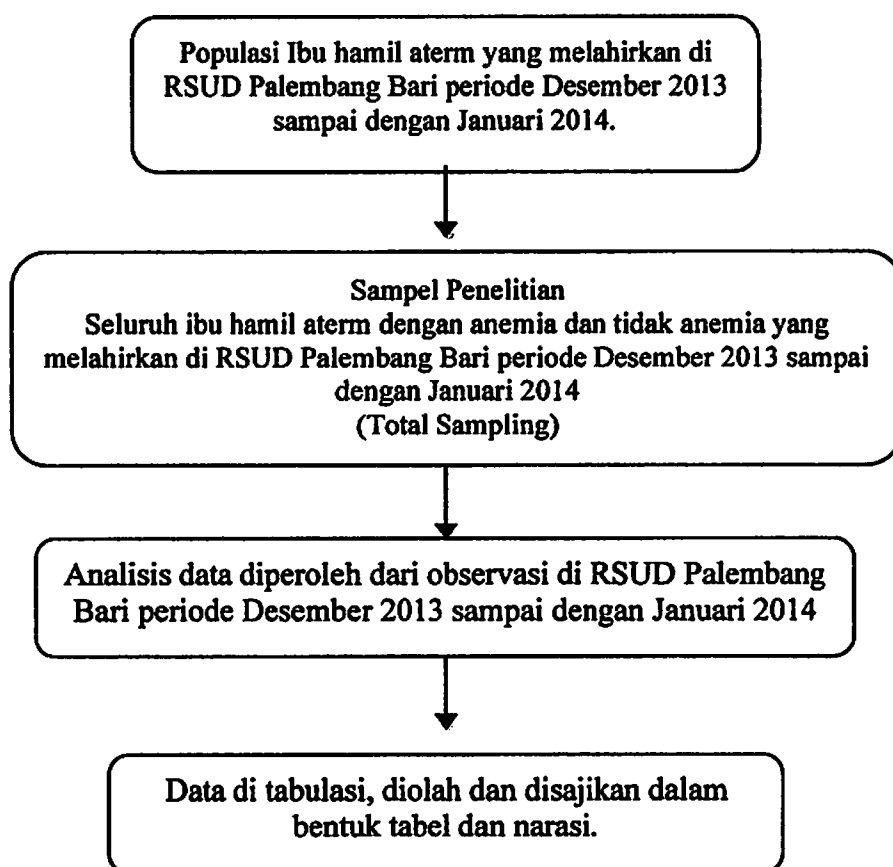 Populasi Ibu hamil aterm yang melahirkan di
RSUD Palembang Bari periode Desember 2013
sampai dengan Januari 2014.
Sampel Penelitian
Seluruh ibu hamil aterm dengan anemia dan tidak anemia yang
melahirkan di RSUD Palembang Bari periode Desember 2013 sampai
dengan Januari 2014
(Total Sampling)
Analisis data diperoleh dari observasi di RSUD Palembang
Bari periode Desember 2013 sampai dengan Januari 2014
Data di tabulasi, diolah dan disajikan dalam
bentuk tabel dan narasi.